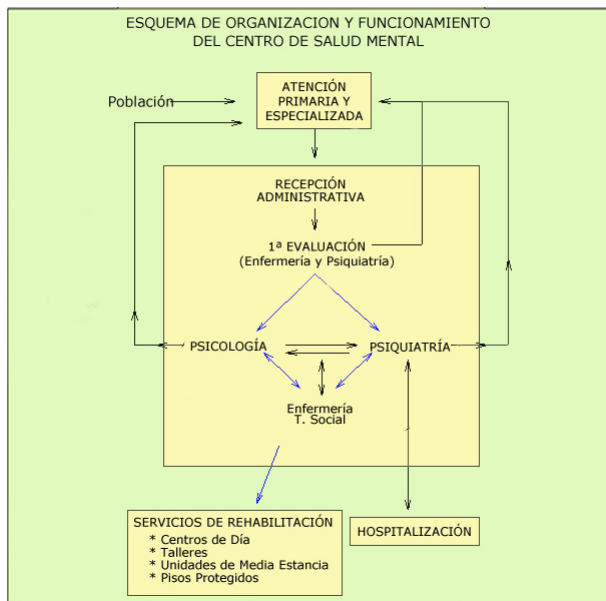 ESQUEMA DE ORGANIZACION Y FUNCIONAMIENTO
DEL CENTRO DE SALUD MENTAL
Población
ATENCIÓN
PRIMARIA Y
ESPECIALIZADA
RECEPCIÓN
ADMINISTRATIVA
1ª EVALUACIÓN
(Enfermería y Psiquiatría)
PSICOLOGÍA
PSIQUIATRÍA
Enfermería
T. Social
SERVICIOS DE REHABILITACIÓN
* Centros de Día
* Talleres
* Unidades de Media Estancia
* Pisos Protegidos
HOSPITALIZACIÓN